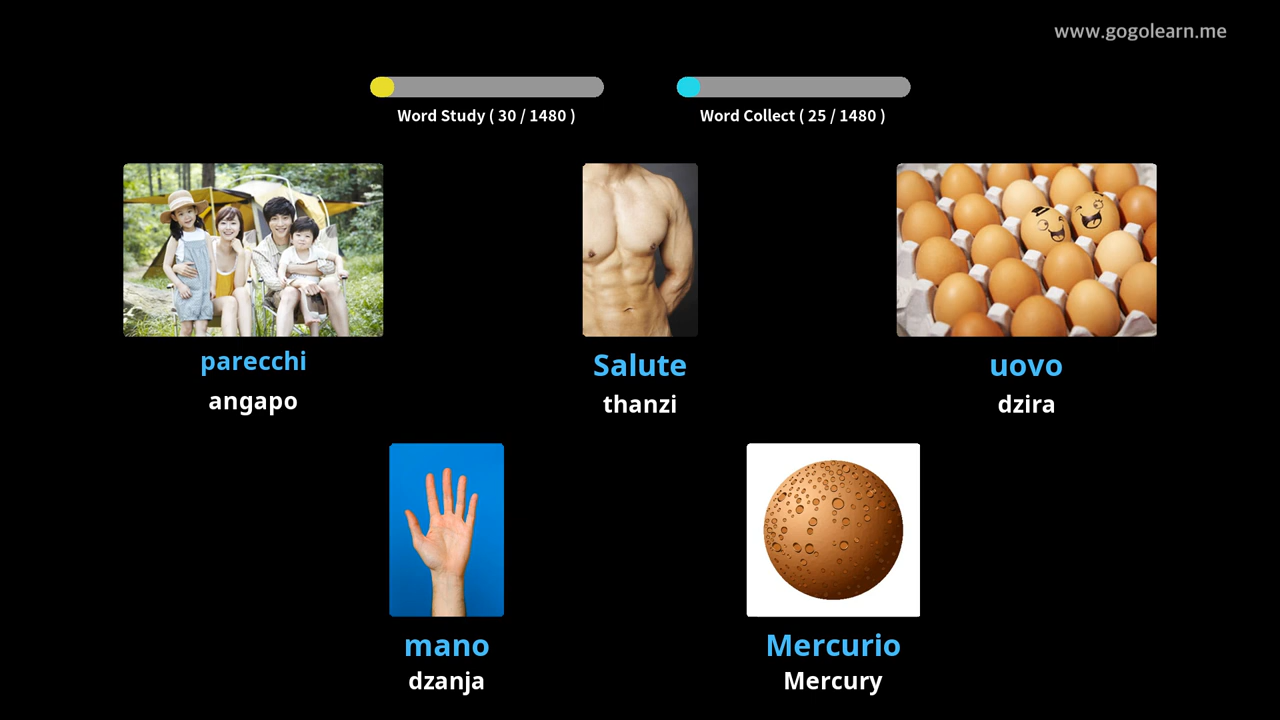 www.gogolearn.me
Word Study ( 30 / 1480 )
Word Collect ( 25 / 1480 )
parecchi
angapo
Salute
thanzi
uovo
dzira
mano
dzanja
Mercurio
Mercury